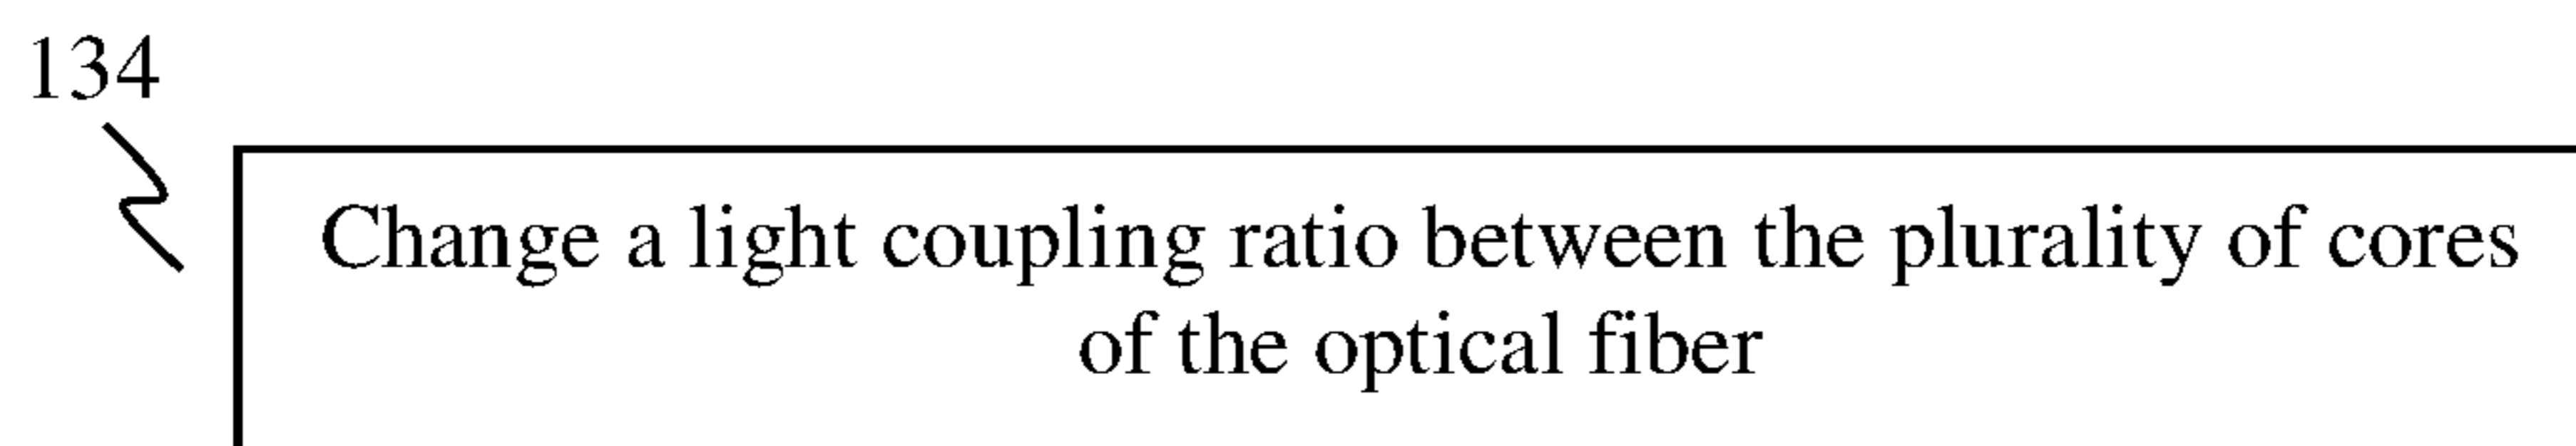 134
Change a light coupling ratio between the plurality of cores
of the optical fiber